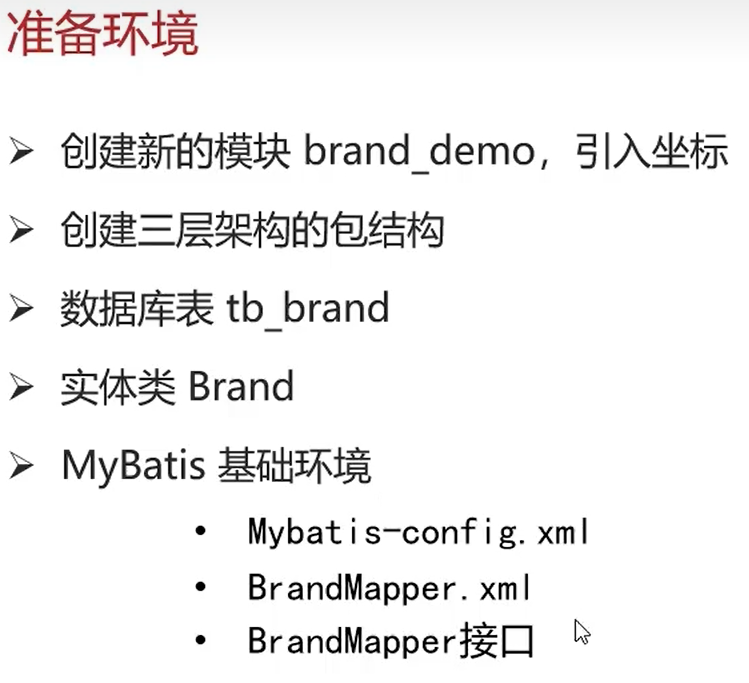 准备环境
创建新的模块 brand_demo，引入坐标
创建三层架构的包结构
数据库表 tb_brand
实体类 Brand
MyBatis 基础环境
Mybatis-config.xml
BrandMapper.xml
BrandMapper接口